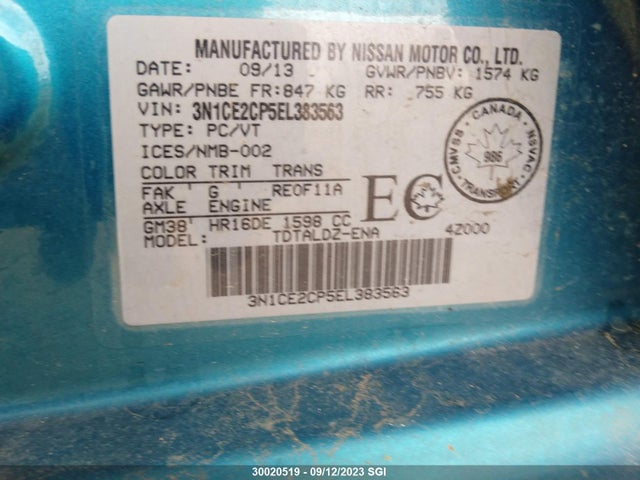 MANUFACTURED BY NISSAN MOTOR CO., LTD.
DATE: 09/13 GVWR/PNBV: 1574 KG
GAWR/PNBE FR: 847 KG RR: 755 KG
VIN: 3N1CE2CP5EL383563
TYPE: PC/VT
ICES/NMB-002
COLOR TRIM TRANS
FAK G RE0F11A
AXLE ENGINE
GM38 HR16DE 1598 CC
MODEL: TDTALDZ-ENA 4Z000
EC
CANADA
CMVSS NSVAC
986
TRANSPORT
3N1CE2CP5EL383563
30020519 - 09/12/2023 SGI